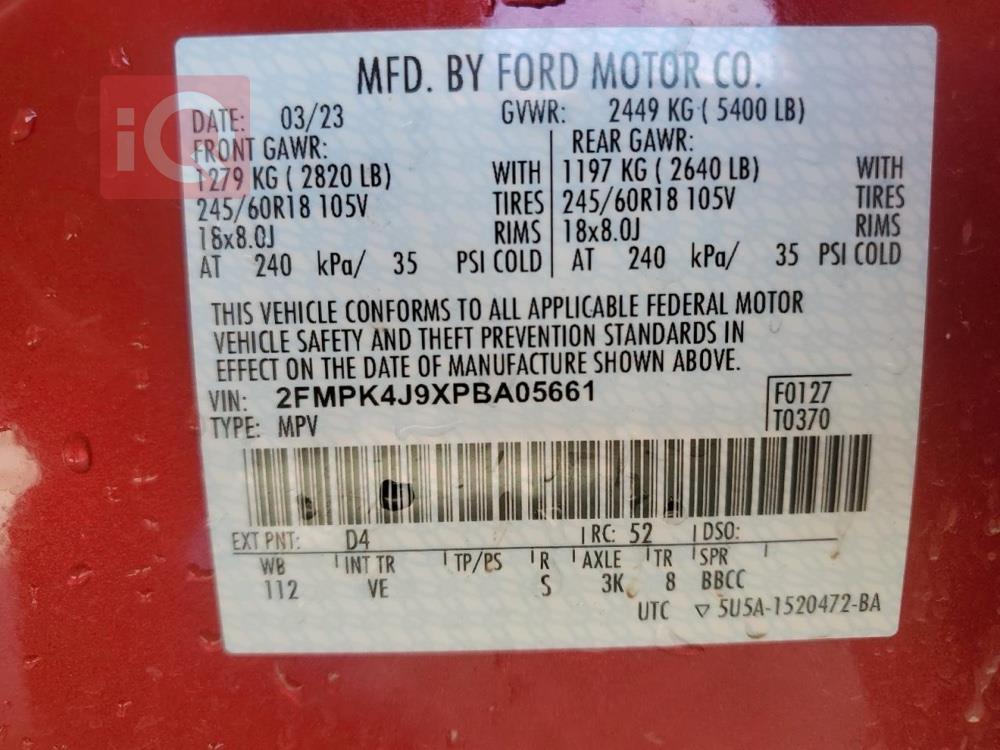 iQ
MFD. BY FORD MOTOR CO.
DATE: 03/23 GVWR: 2449 KG ( 5400 LB)
FRONT GAWR: REAR GAWR:
1279 KG ( 2820 LB) WITH 1197 KG ( 2640 LB) WITH
245/60R18 105V TIRES 245/60R18 105V TIRES
18x8.0J RIMS 18x8.0J RIMS
AT 240 kPa/ 35 PSI COLD AT 240 kPa/ 35 PSI COLD
THIS VEHICLE CONFORMS TO ALL APPLICABLE FEDERAL MOTOR
VEHICLE SAFETY AND THEFT PREVENTION STANDARDS IN
EFFECT ON THE DATE OF MANUFACTURE SHOWN ABOVE.
VIN: 2FMPK4J9XPBA05661 F0127
TYPE: MPV T0370
EXT PNT: D4 RC: 52 DSO:
WB INT TR TP/PS R AXLE TR SPR
112 VE S 3K 8 BBCC
UTC ▽ 5U5A-1520472-BA